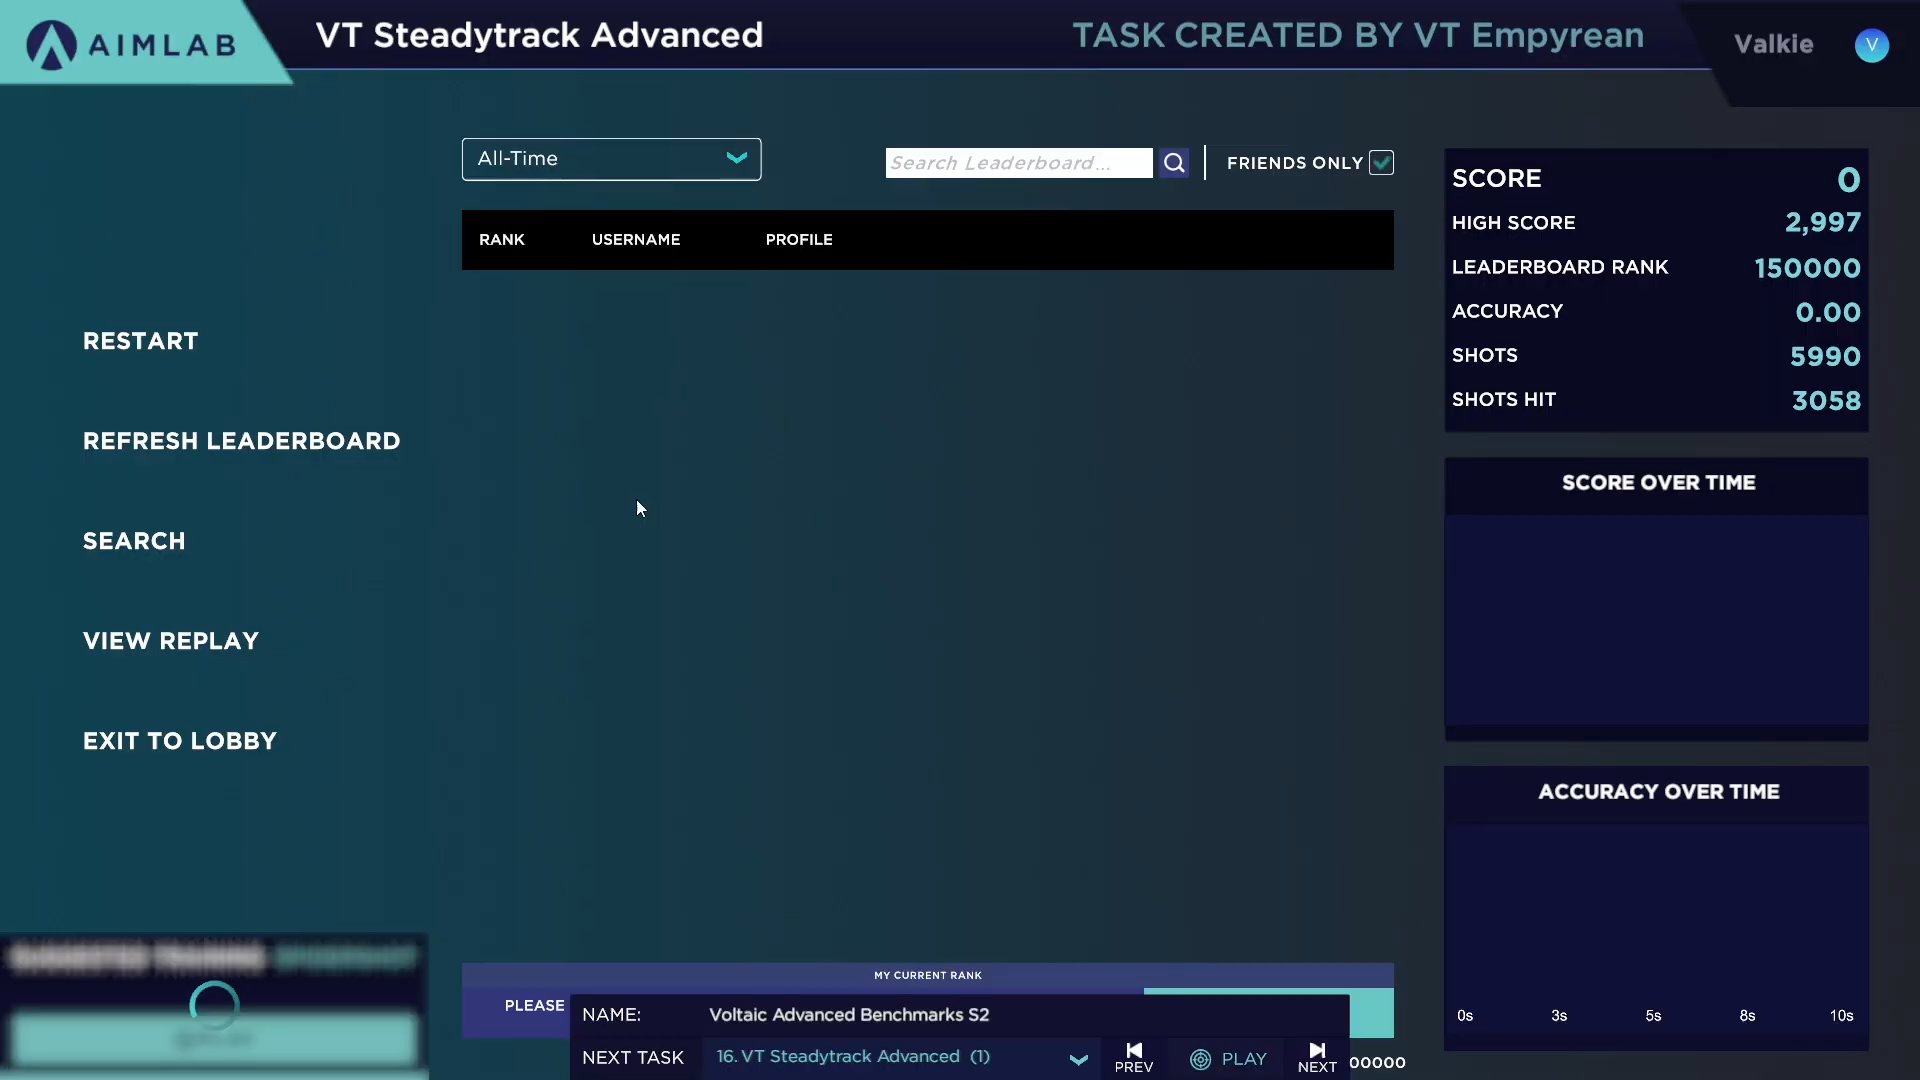 AIMLAB
VT Steadytrack Advanced
TASK CREATED BY VT Empyrean
Valkie
V
All-Time
Search Leaderboard...
FRIENDS ONLY
RANK USERNAME PROFILE
RESTART
REFRESH LEADERBOARD
SEARCH
VIEW REPLAY
EXIT TO LOBBY
SCORE 0
HIGH SCORE 2,997
LEADERBOARD RANK 150000
ACCURACY 0.00
SHOTS 5990
SHOTS HIT 3058
SCORE OVER TIME
ACCURACY OVER TIME
0s 3s 5s 8s 10s
MY CURRENT RANK
PLEASE
NAME: Voltaic Advanced Benchmarks S2
NEXT TASK 16. VT Steadytrack Advanced (1)
PREV PLAY NEXT
00000